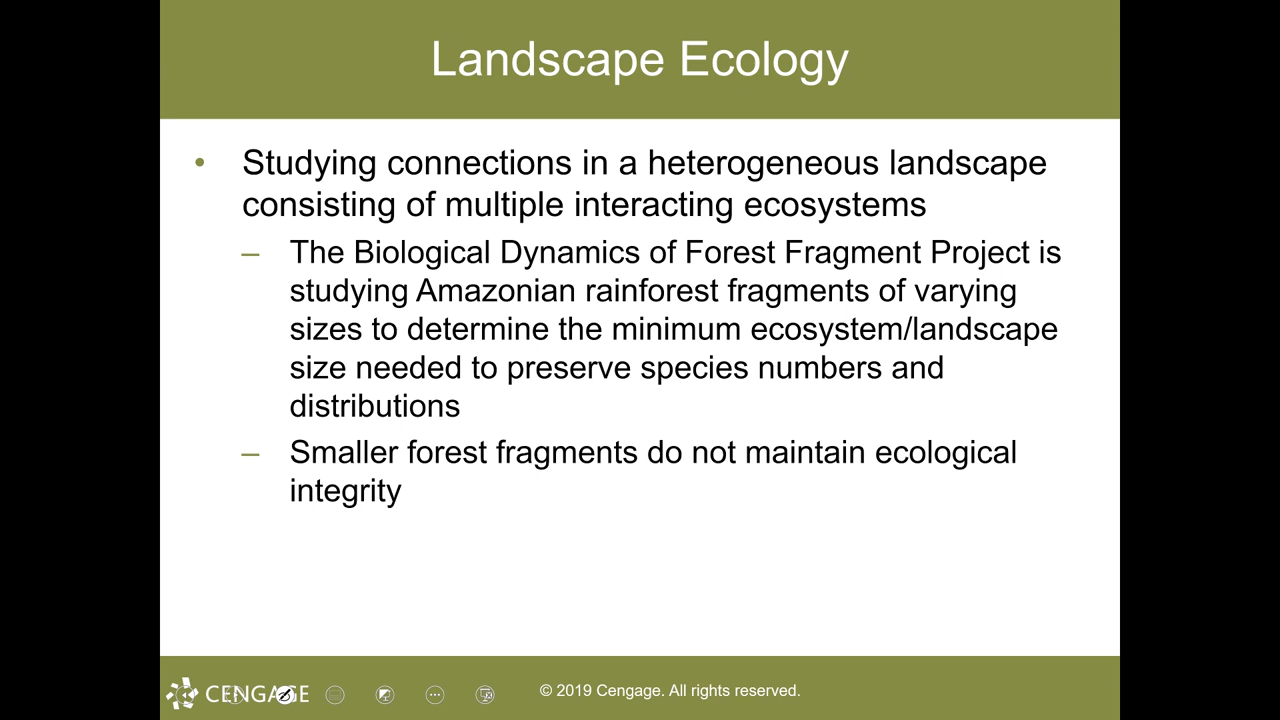 Landscape Ecology
• Studying connections in a heterogeneous landscape
consisting of multiple interacting ecosystems
– The Biological Dynamics of Forest Fragment Project is
studying Amazonian rainforest fragments of varying
sizes to determine the minimum ecosystem/landscape
size needed to preserve species numbers and
distributions
– Smaller forest fragments do not maintain ecological
integrity
CENGAGE
© 2019 Cengage. All rights reserved.